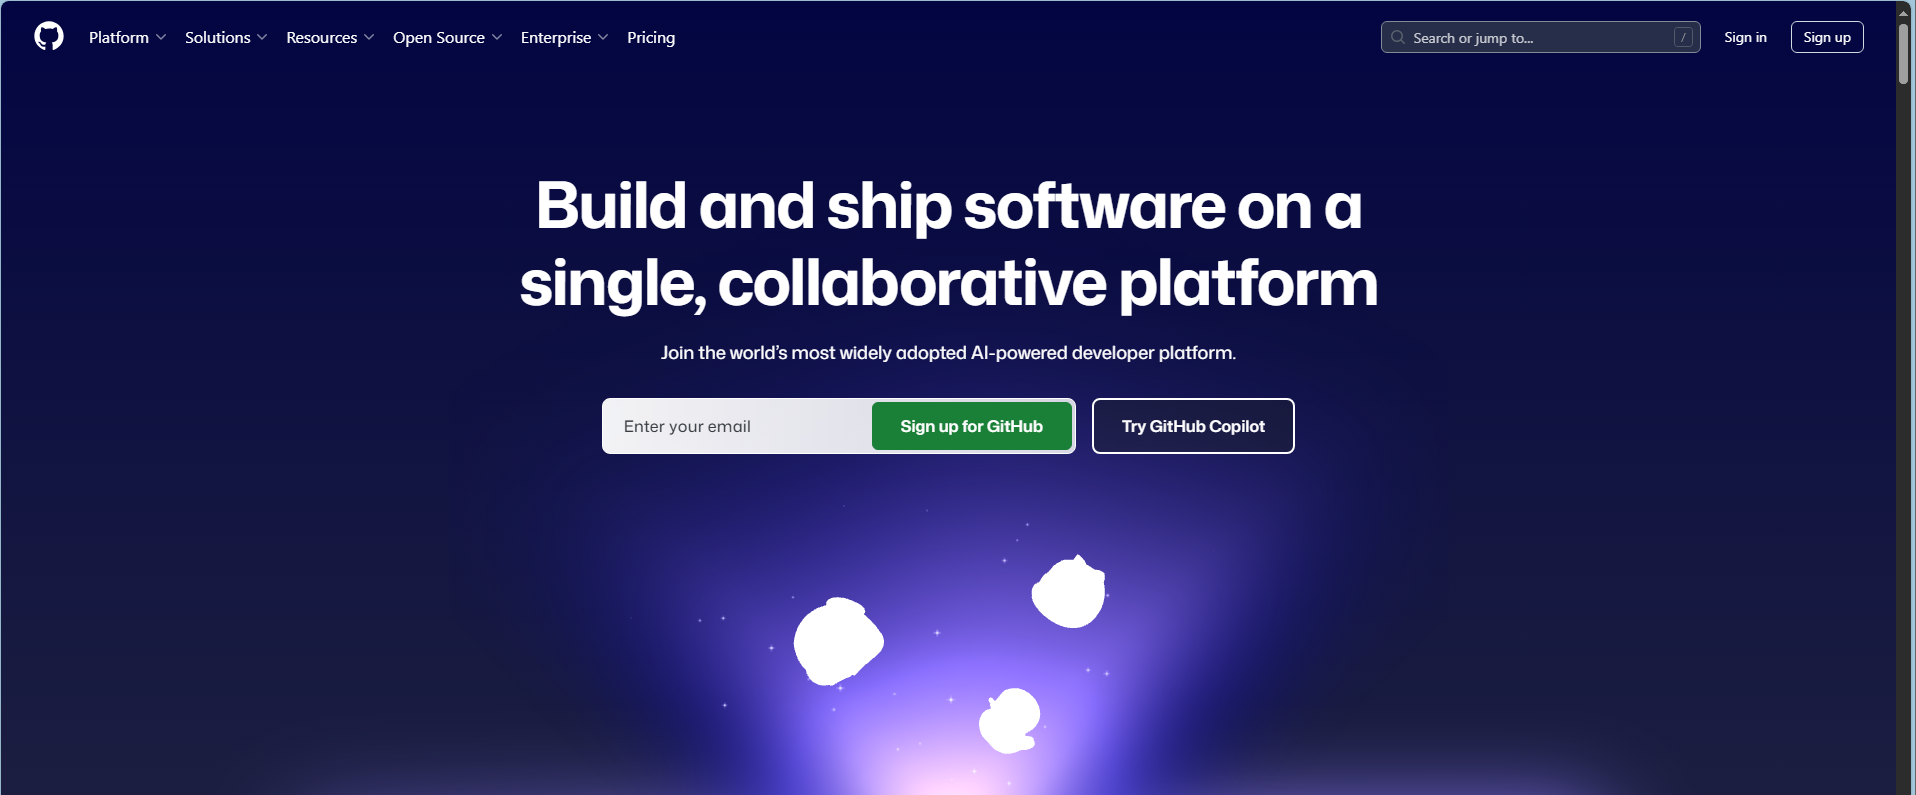 Platform Solutions Resources Open Source Enterprise Pricing Search or jump to... / Sign in Sign up
Build and ship software on a
single, collaborative platform
Join the world’s most widely adopted AI-powered developer platform.
Enter your email Sign up for GitHub Try GitHub Copilot